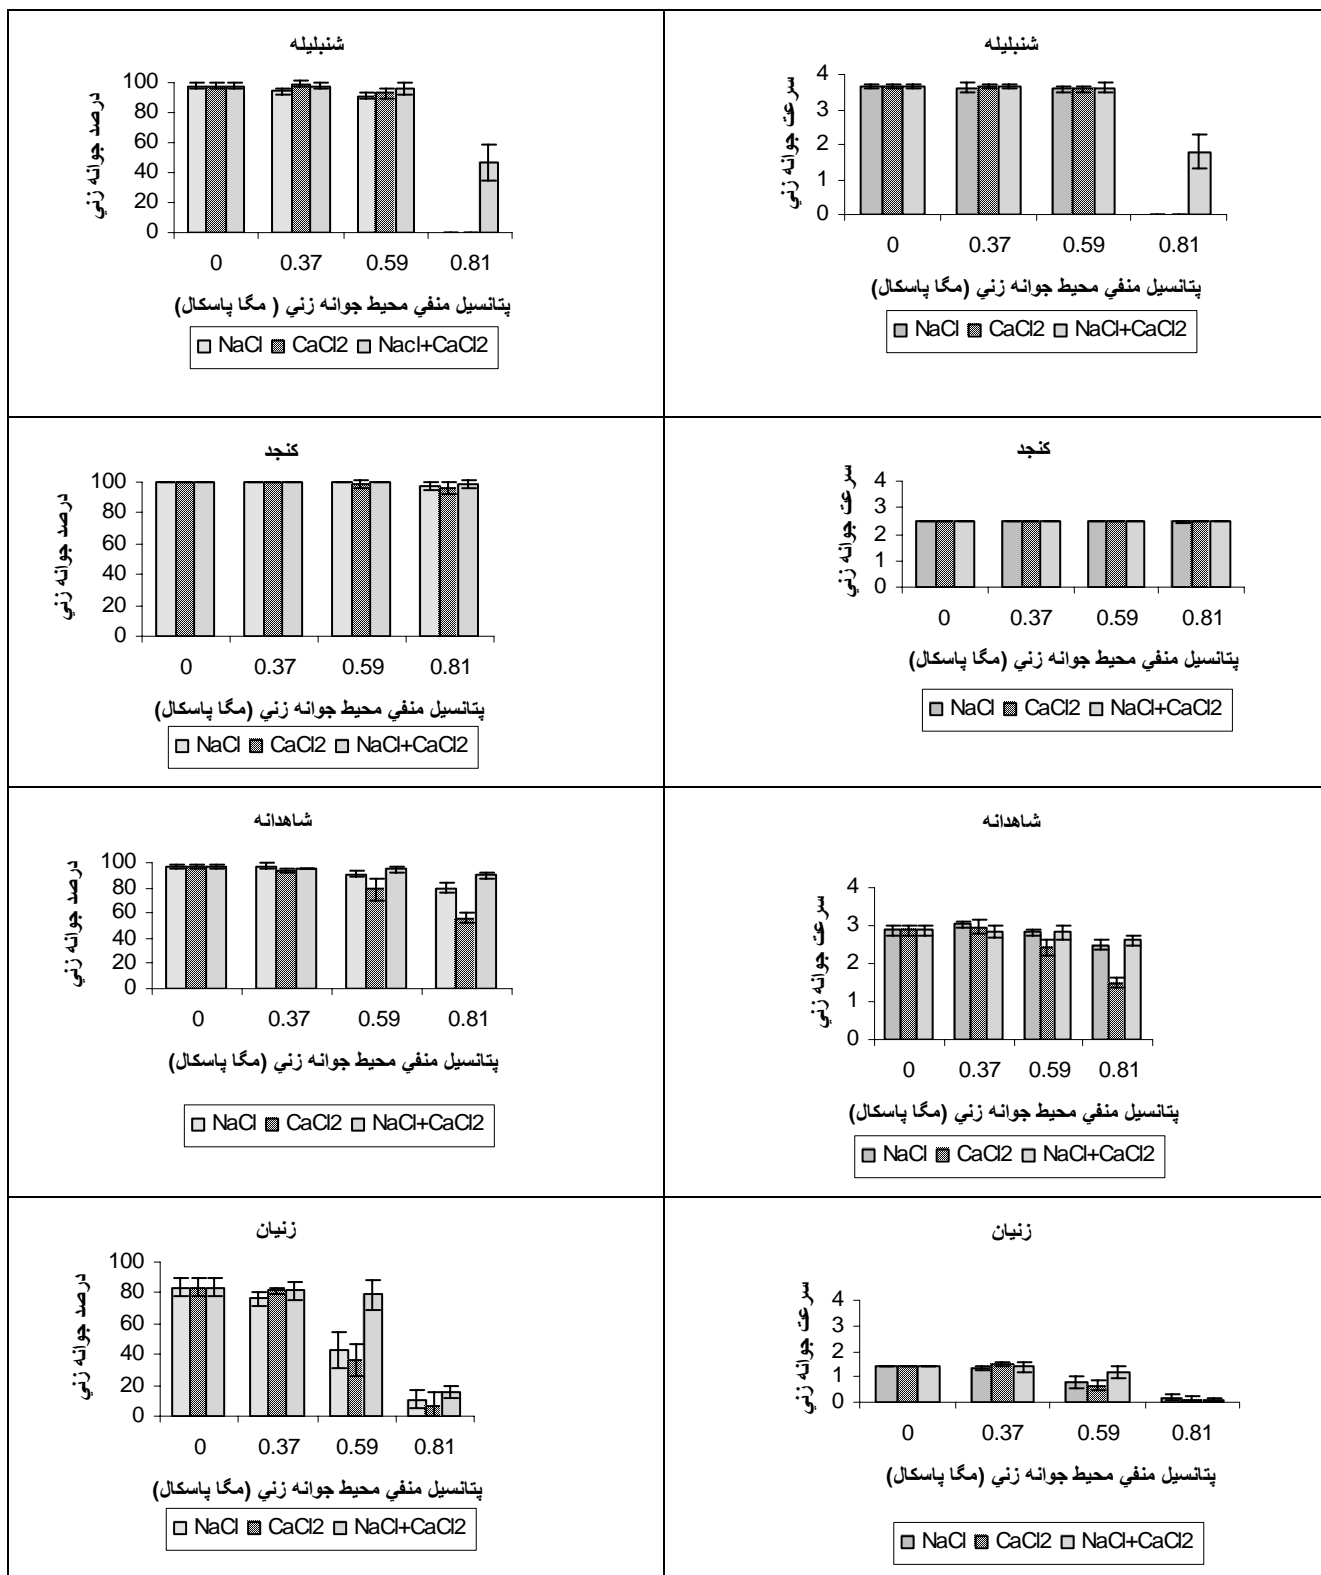 شنبليله
درصد جوانه زني
100
80
60
40
20
0
0 0.37 0.59 0.81
پتانسيل منفي محيط جوانه زني ( مگا پاسكال)
NaCl CaCl2 Nacl+CaCl2
شنبليله
سرعت جوانه زني
4
3
2
1
0
0 0.37 0.59 0.81
پتانسيل منفي محيط جوانه زني (مگا پاسكال)
NaCl CaCl2 NaCl+CaCl2
كنجد
درصد جوانه زني
100
80
60
40
20
0
0 0.37 0.59 0.81
پتانسيل منفي محيط جوانه زني (مگا پاسكال)
NaCl CaCl2 NaCl+CaCl2
كنجد
سرعت جوانه زني
4
3
2
1
0
0 0.37 0.59 0.81
پتانسيل منفي محيط جوانه زني (مگا پاسكال)
NaCl CaCl2 NaCl+CaCl2
شاهدانه
درصد جوانه زني
100
80
60
40
20
0
0 0.37 0.59 0.81
پتانسيل منفي محيط جوانه زني (مگا پاسكال)
NaCl CaCl2 NaCl+CaCl2
شاهدانه
سرعت جوانه زني
4
3
2
1
0
0 0.37 0.59 0.81
پتانسيل منفي محيط جوانه زني (مگا پاسكال)
NaCl CaCl2 NaCl+CaCl2
زنيان
درصد جوانه زني
100
80
60
40
20
0
0 0.37 0.59 0.81
پتانسيل منفي محيط جوانه زني (مگا پاسكال)
NaCl CaCl2 NaCl+CaCl2
زنيان
سرعت جوانه زني
4
3
2
1
0
0 0.37 0.59 0.81
پتانسيل منفي محيط جوانه زني (مگا پاسكال)
NaCl CaCl2 NaCl+CaCl2